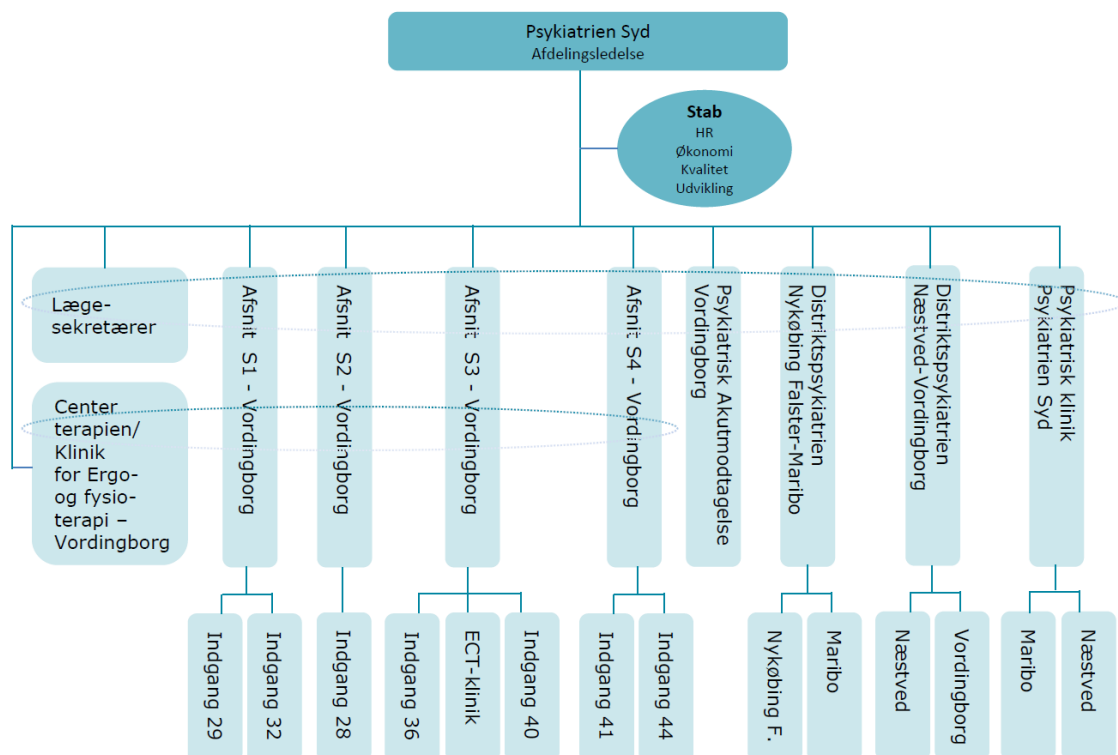 Psykiatrien Syd
Afdelingsledelse
Stab
HR
Økonomi
Kvalitet
Udvikling
Læge-
sekretærer
Center
terapien/
Klinik
for Ergo-
og fysio-
terapi –
Vordingborg
Afsnit S1 - Vordingborg
Afsnit S2 - Vordingborg
Afsnit S3 - Vordingborg
Afsnit S4 - Vordingborg
Psykiatrisk Akutmodtagelse
Vordingborg
Distriktspsykiatrien
Nykøbing Falster-Maribo
Distriktspsykiatrien
Næstved-Vordingborg
Psykiatrisk klinik
Psykiatrien Syd
Indgang 29
Indgang 32
Indgang 28
Indgang 36
ECT-klinik
Indgang 40
Indgang 41
Indgang 44
Nykøbing F.
Maribo
Næstved
Vordingborg
Maribo
Næstved